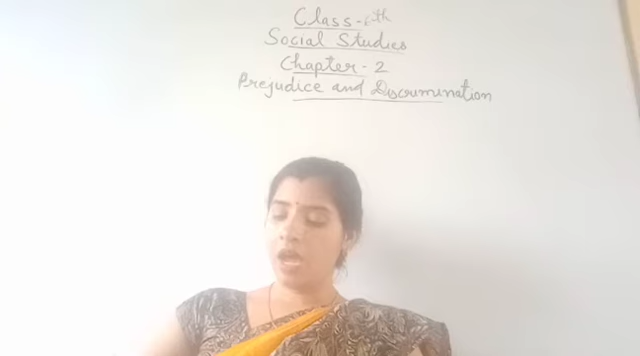 Class-6th
Social Studies
Chapter-2
Prejudice and Discrimination